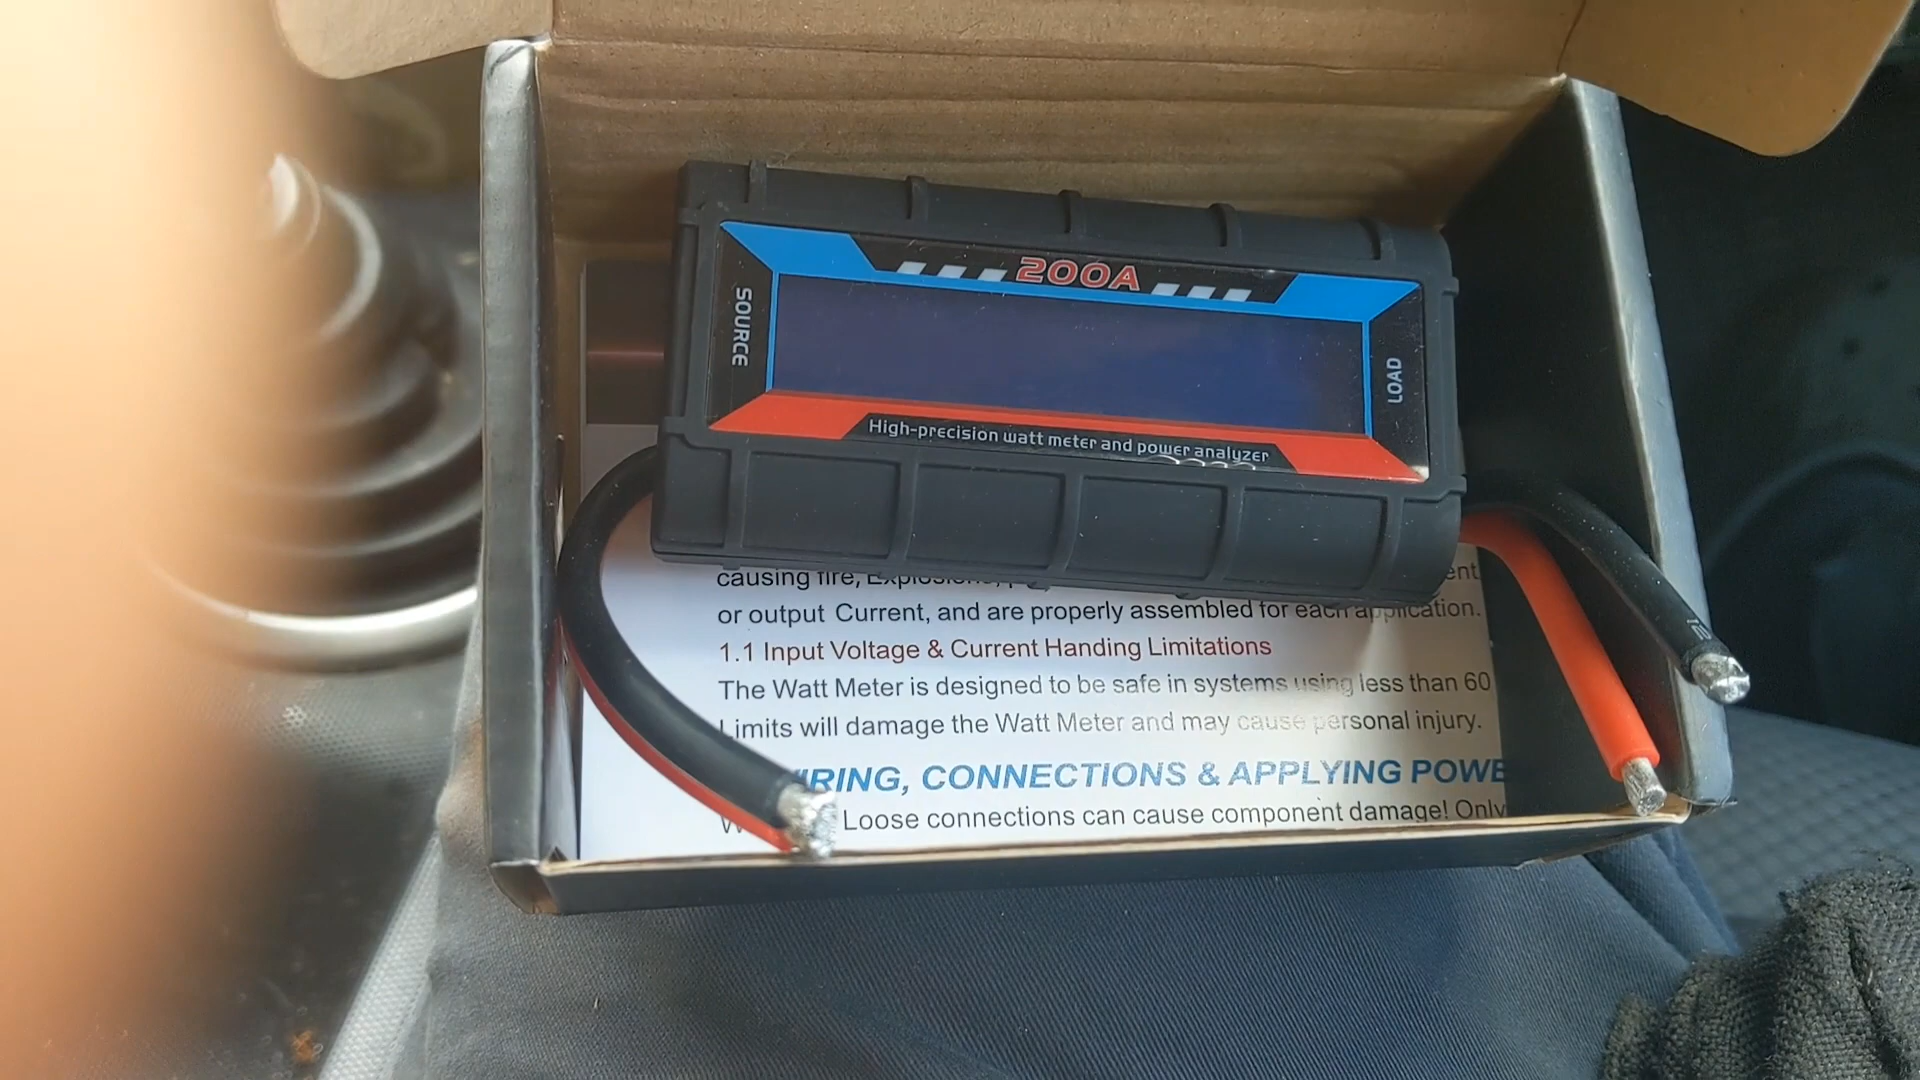 200A
SOURCE
LOAD
High-precision watt meter and power analyzer
causing fire,
or output Current, and are properly assembled for each application.
1.1 Input Voltage & Current Handing Limitations
The Watt Meter is designed to be safe in systems using less than 60
Limits will damage the Watt Meter and may cause personal injury.
RING, CONNECTIONS & APPLYING POWE
Loose connections can cause component damage! Only
12